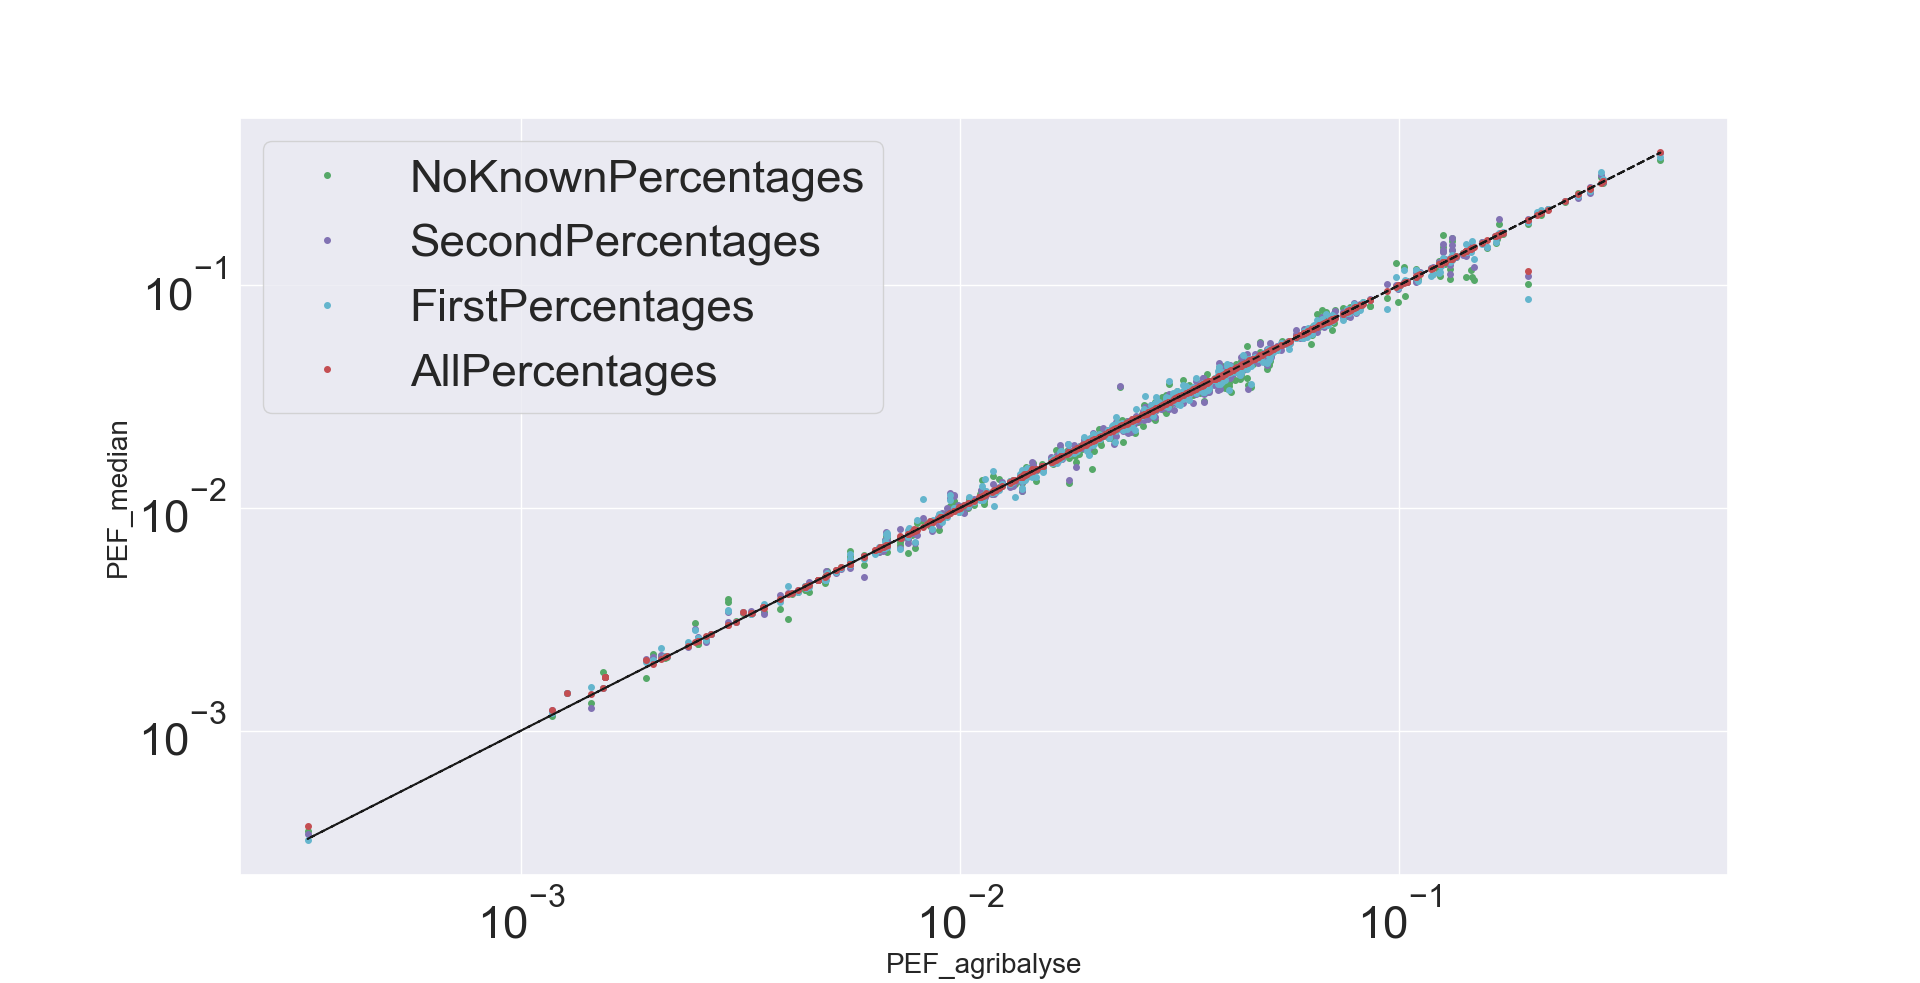 NoKnownPercentages
SecondPercentages
FirstPercentages
AllPercentages
PEF_median
10⁻¹
10⁻²
10⁻³
10⁻³ 10⁻² 10⁻¹
PEF_agribalyse